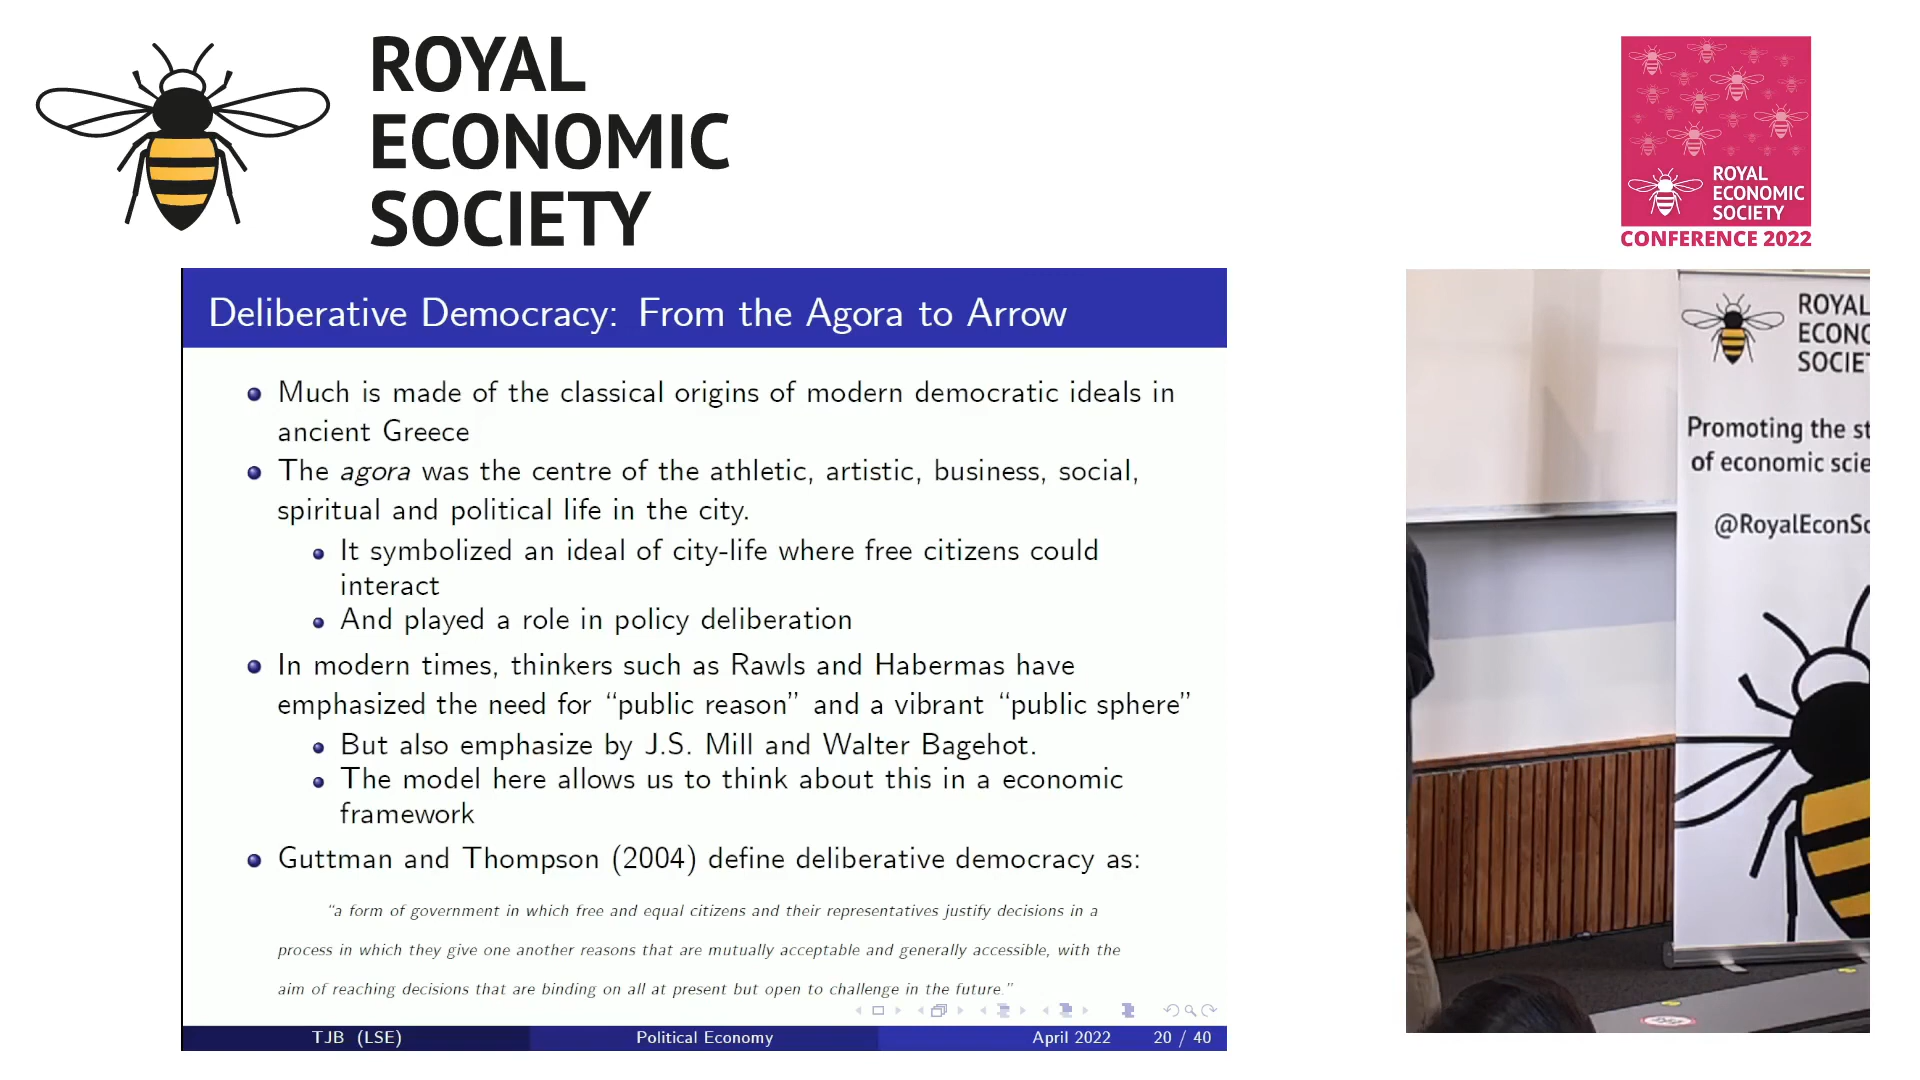 ROYAL
ECONOMIC
SOCIETY
ROYAL
ECONOMIC
SOCIETY
CONFERENCE 2022
Deliberative Democracy: From the Agora to Arrow
Much is made of the classical origins of modern democratic ideals in
ancient Greece
The agora was the centre of the athletic, artistic, business, social,
spiritual and political life in the city.
It symbolized an ideal of city-life where free citizens could
interact
And played a role in policy deliberation
In modern times, thinkers such as Rawls and Habermas have
emphasized the need for “public reason” and a vibrant “public sphere”
But also emphasize by J.S. Mill and Walter Bagehot.
The model here allows us to think about this in a economic
framework
Guttman and Thompson (2004) define deliberative democracy as:
“a form of government in which free and equal citizens and their representatives justify decisions in a
process in which they give one another reasons that are mutually acceptable and generally accessible, with the
aim of reaching decisions that are binding on all at present but open to challenge in the future.”
TJB (LSE) Political Economy April 2022 20 / 40
ROYAL
ECONO
SOCIET
Promoting the st
of economic scie
@RoyalEconSo